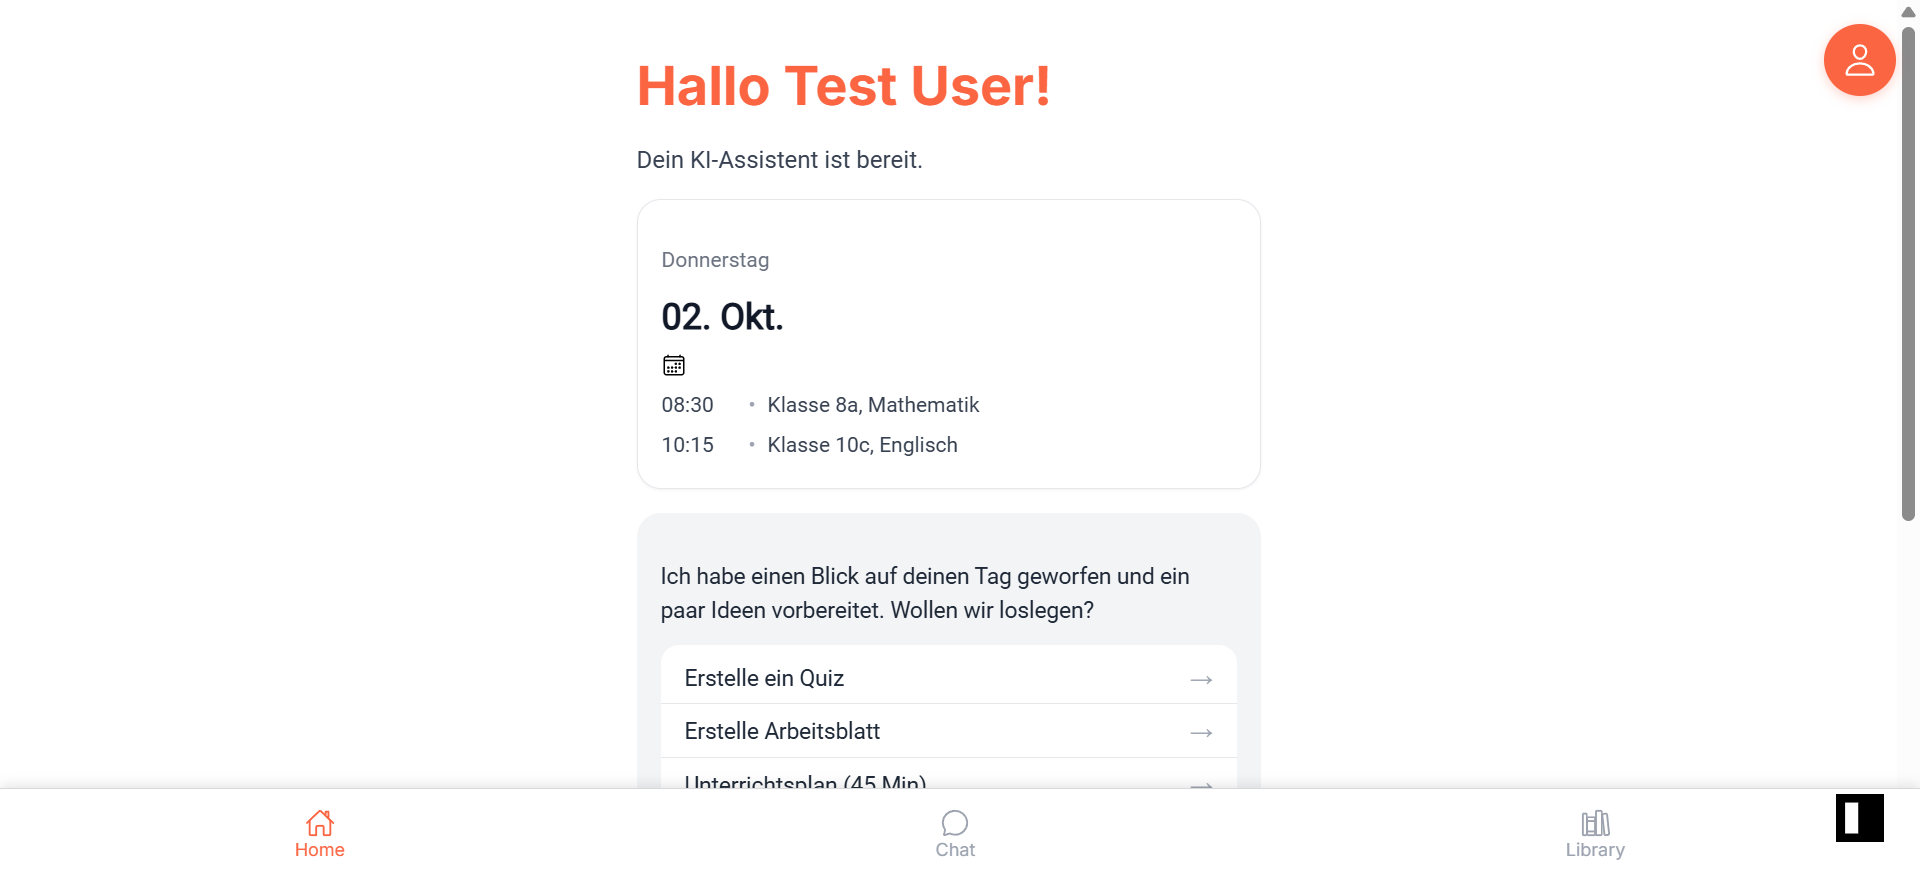 Hallo Test User!
Dein KI-Assistent ist bereit.
Donnerstag
02. Okt.
08:30 • Klasse 8a, Mathematik
10:15 • Klasse 10c, Englisch
Ich habe einen Blick auf deinen Tag geworfen und ein
paar Ideen vorbereitet. Wollen wir loslegen?
Erstelle ein Quiz →
Erstelle Arbeitsblatt →
Unterrichtsplan (45 Min) →
Home
Chat
Library